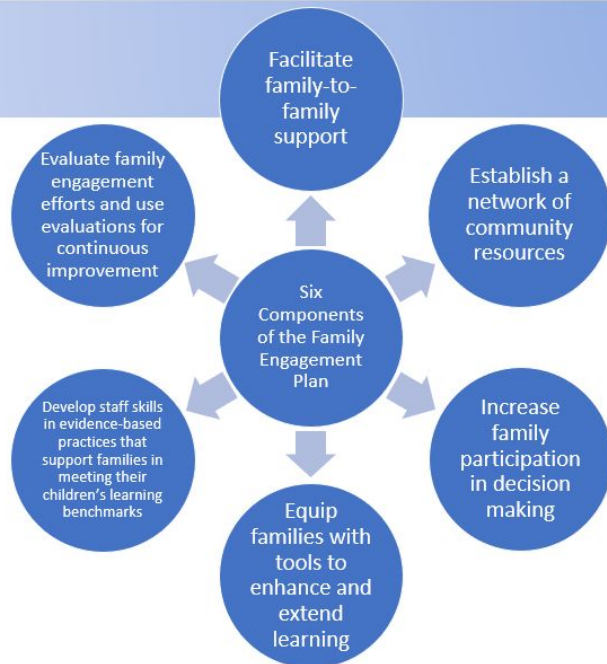 Facilitate
family-to-
family
support
Establish a
network of
community
resources
Increase
family
participation
in decision
making
Equip
families with
tools to
enhance and
extend
learning
Develop staff skills
in evidence-based
practices that
support families in
meeting their
children's learning
benchmarks
Evaluate family
engagement
efforts and use
evaluations for
continuous
improvement
Six
Components
of the Family
Engagement
Plan